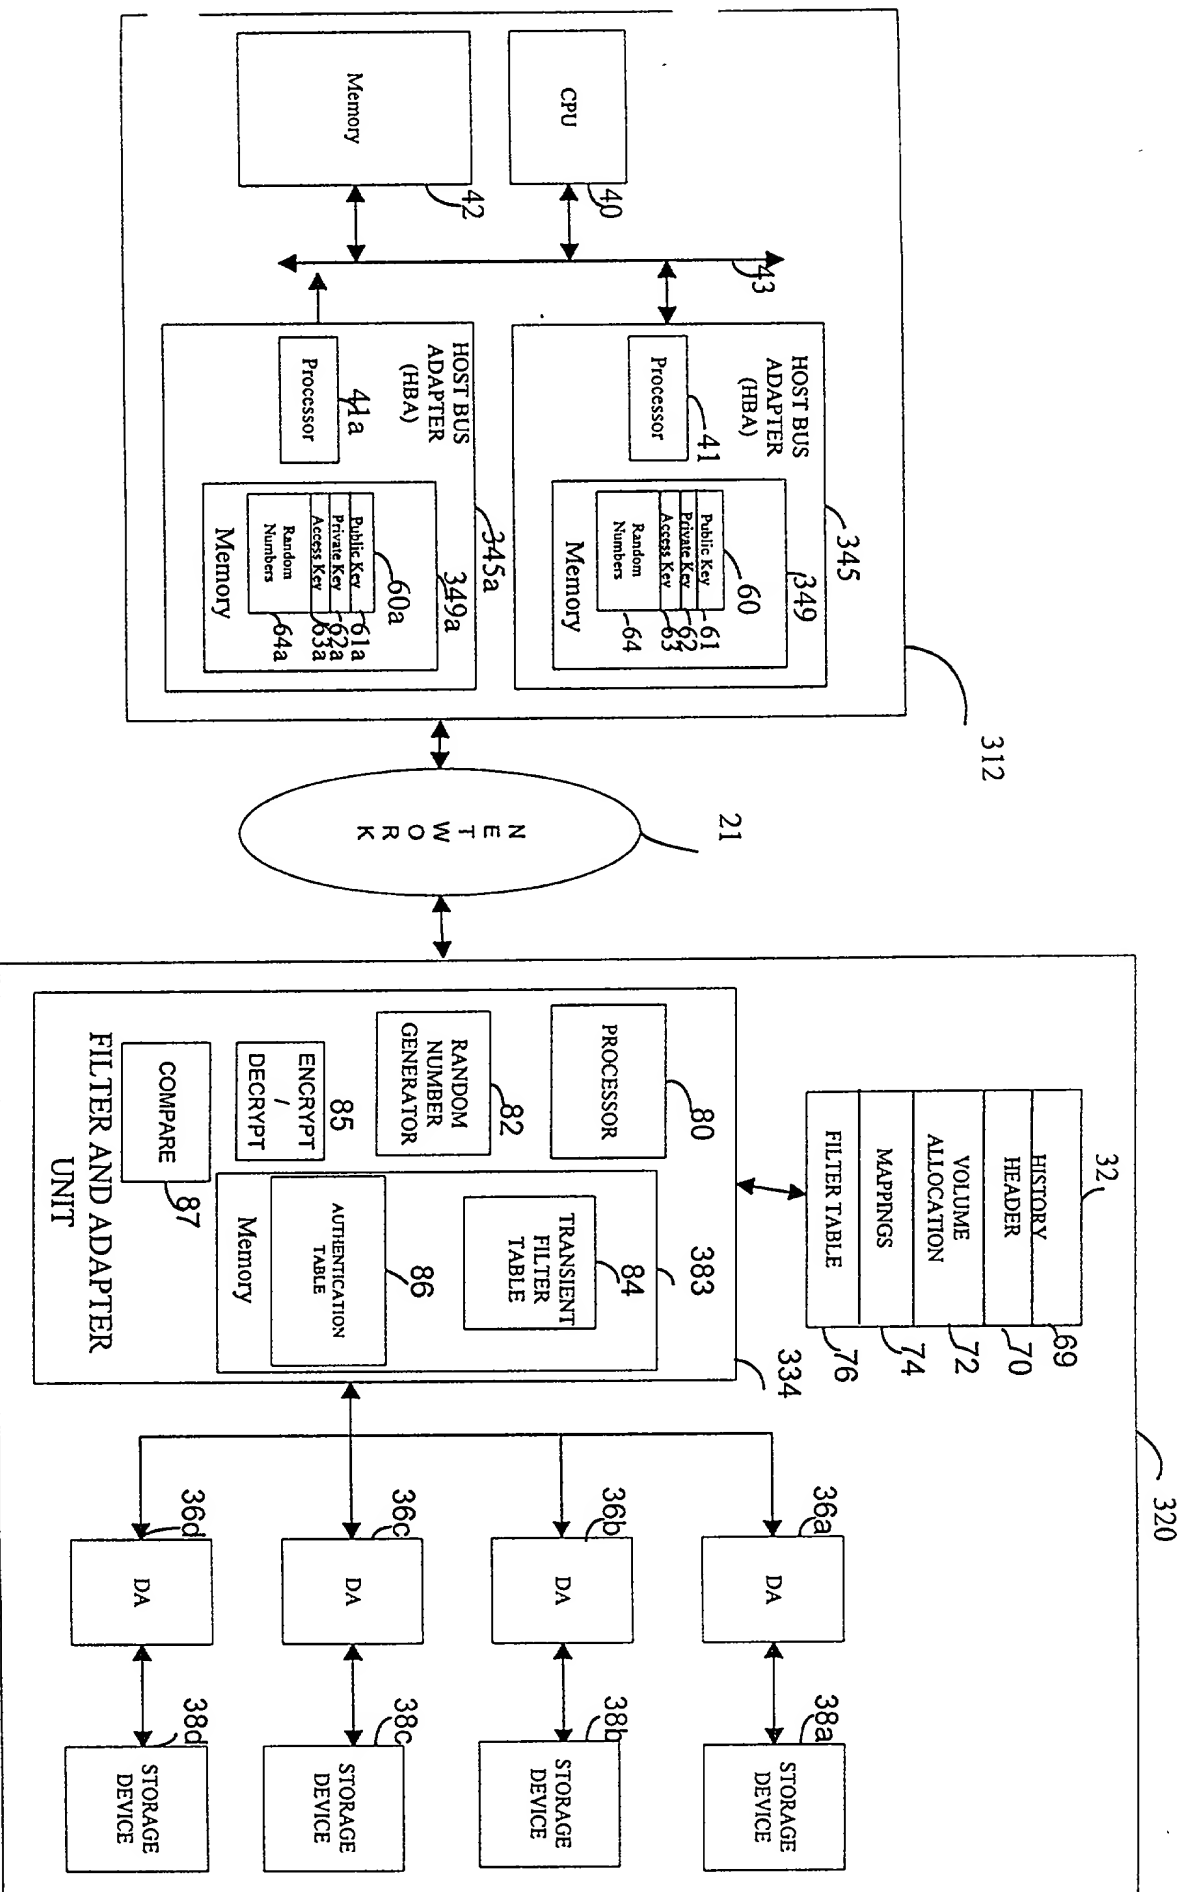 312
CPU
40
Memory
42
43
HOST BUS
ADAPTER
(HBA)
345
Processor
41
349
Public Key
Private Key
Access Key
Random
Numbers
60
61
62
63
64
Memory
HOST BUS
ADAPTER
(HBA)
345a
Processor
41a
349a
Public Key
Private Key
Access Key
Random
Numbers
60a
61a
62a
63a
64a
Memory
21
NETWORK
320
32
HISTORY
HEADER
VOLUME
ALLOCATION
MAPPINGS
FILTER TABLE
69
70
72
74
76
334
PROCESSOR
80
RANDOM
NUMBER
GENERATOR
82
ENCRYPT
/
DECRYPT
85
COMPARE
87
383
TRANSIENT
FILTER
TABLE
84
AUTHENTICATION
TABLE
86
Memory
FILTER AND ADAPTER
UNIT
36a
DA
38a
STORAGE
DEVICE
36b
DA
38b
STORAGE
DEVICE
36c
DA
38c
STORAGE
DEVICE
36d
DA
38d
STORAGE
DEVICE